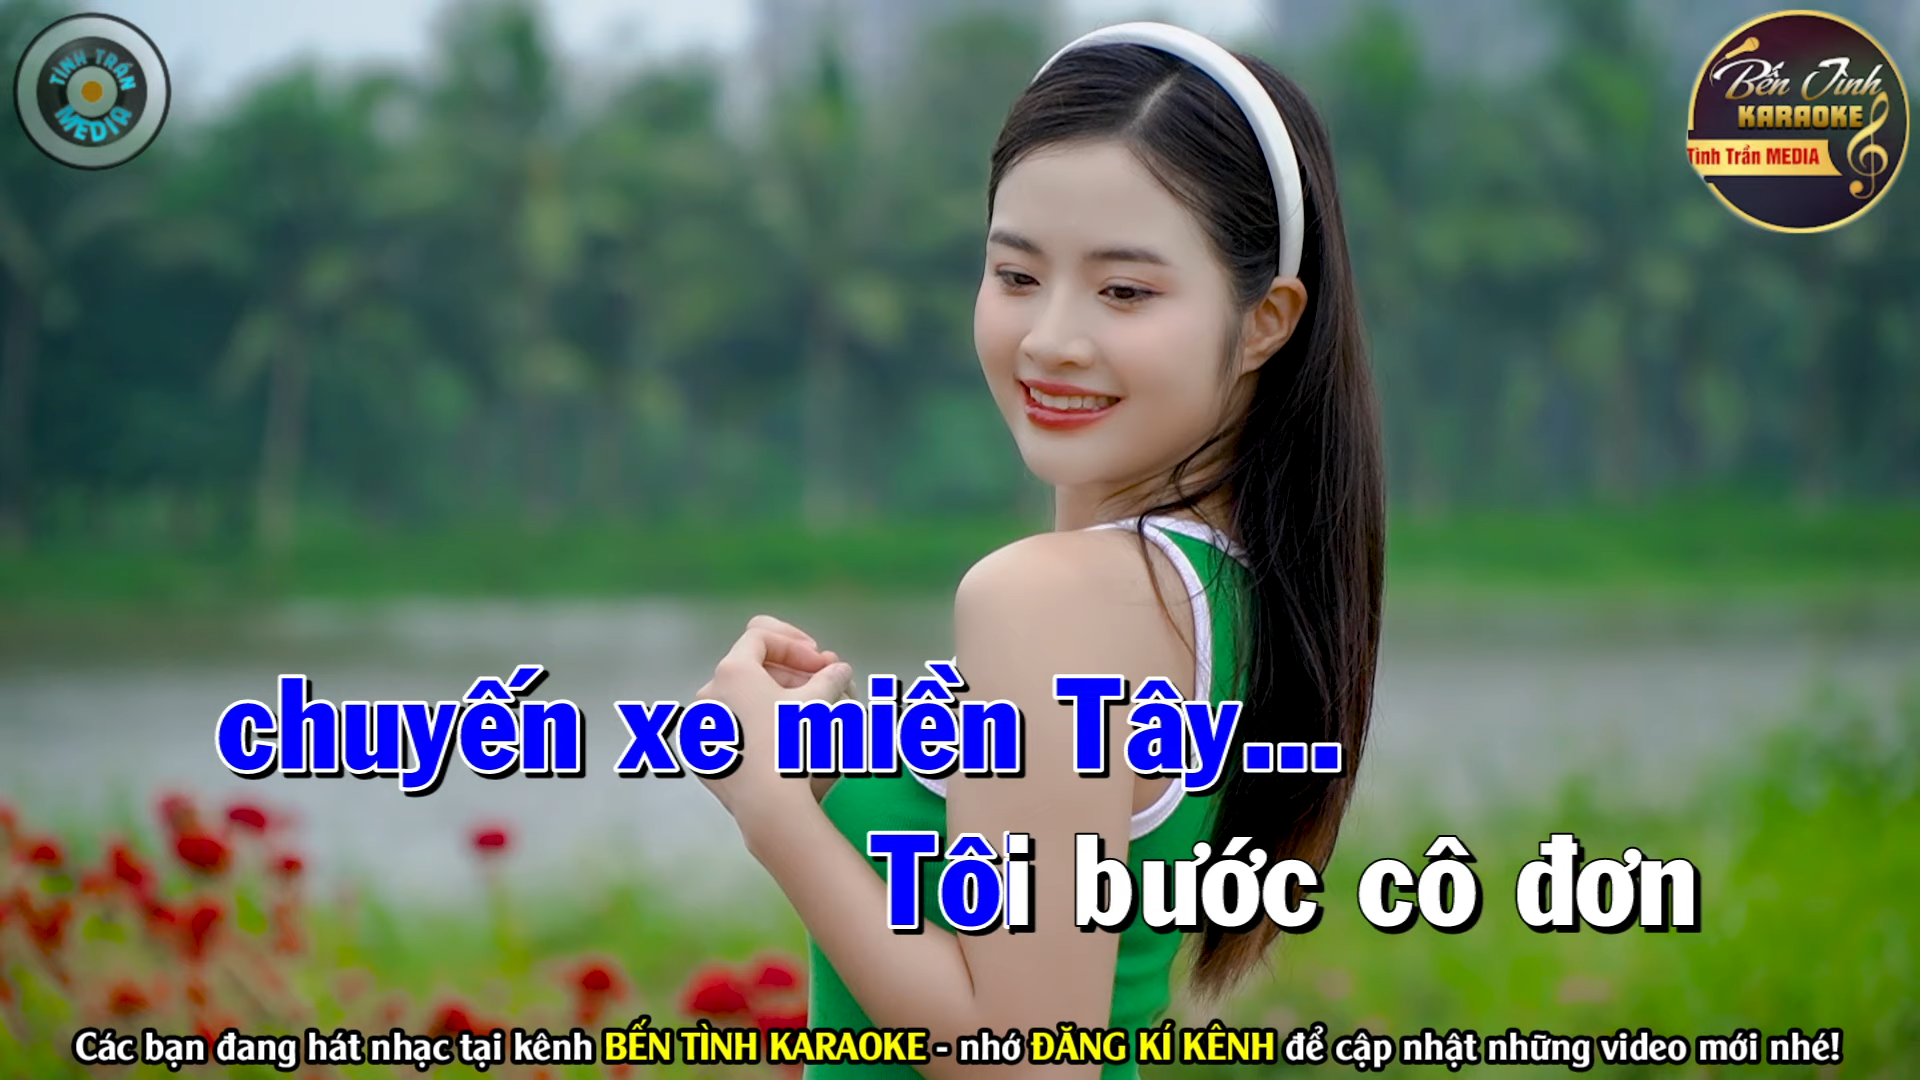 TÌNH TRẦN
MEDIA
Bến Tình
KARAOKE
Tình Trần MEDIA
chuyến xe miền Tây...
Tôi bước cô đơn
Các bạn đang hát nhạc tại kênh BẾN TÌNH KARAOKE - nhớ ĐĂNG KÍ KÊNH để cập nhật những video mới nhé!